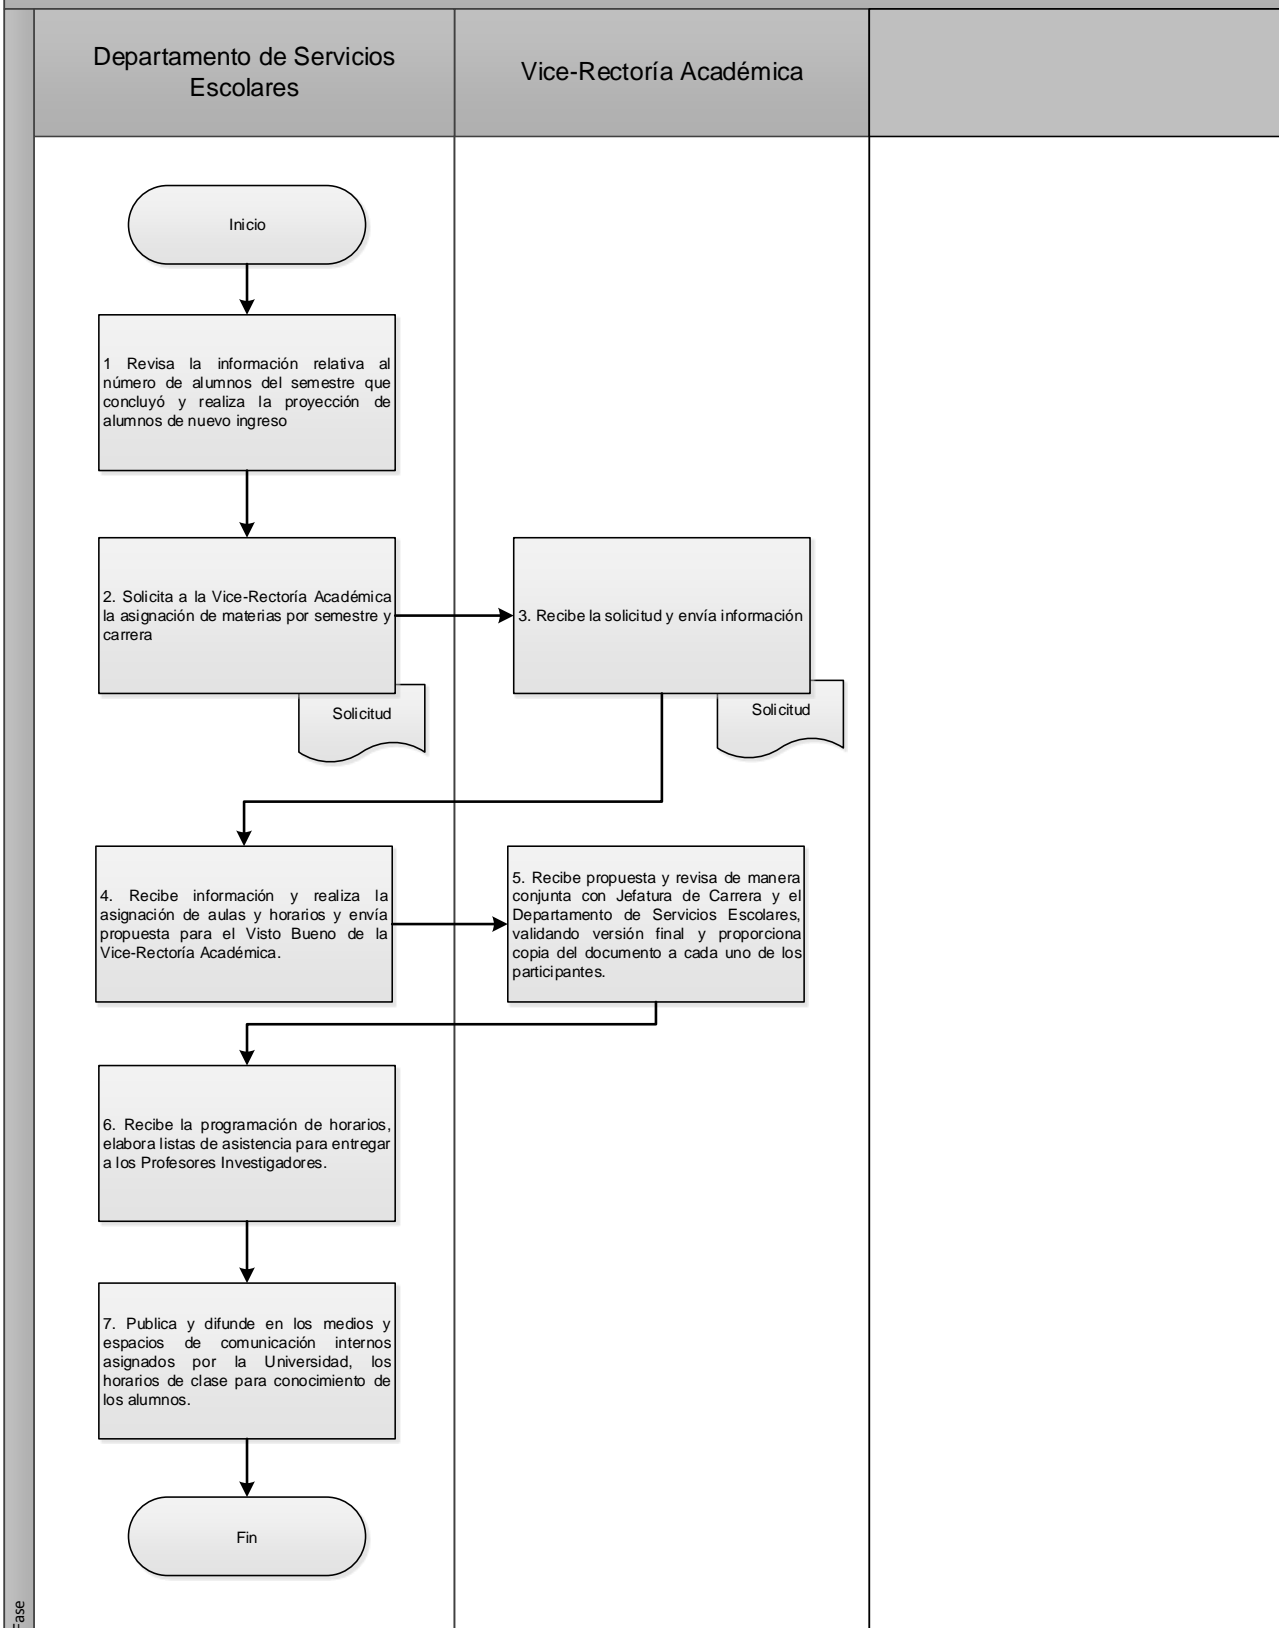 Departamento de Servicios
Escolares
Vice-Rectoría Académica
Inicio
1 Revisa la información relativa al
número de alumnos del semestre que
concluyó y realiza la proyección de
alumnos de nuevo ingreso
2. Solicita a la Vice-Rectoría Académica
la asignación de materias por semestre y
carrera
Solicitud
3. Recibe la solicitud y envía información
Solicitud
4. Recibe información y realiza la
asignación de aulas y horarios y envía
propuesta para el Visto Bueno de la
Vice-Rectoría Académica.
5. Recibe propuesta y revisa de manera
conjunta con Jefatura de Carrera y el
Departamento de Servicios Escolares,
validando versión final y proporciona
copia del documento a cada uno de los
participantes.
6. Recibe la programación de horarios,
elabora listas de asistencia para entregar
a los Profesores Investigadores.
7. Publica y difunde en los medios y
espacios de comunicación internos
asignados por la Universidad, los
horarios de clase para conocimiento de
los alumnos.
Fin
Fase